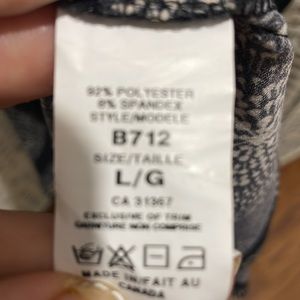 92% POLYESTER
8% SPANDEX
STYLE/MODELE
B712
SIZE/TAILLE
L/G
CA 31367
EXCLUSIVE OF TRIM
GARNITURE NON COMPRISE
MADE IN/FAIT AU
CANADA